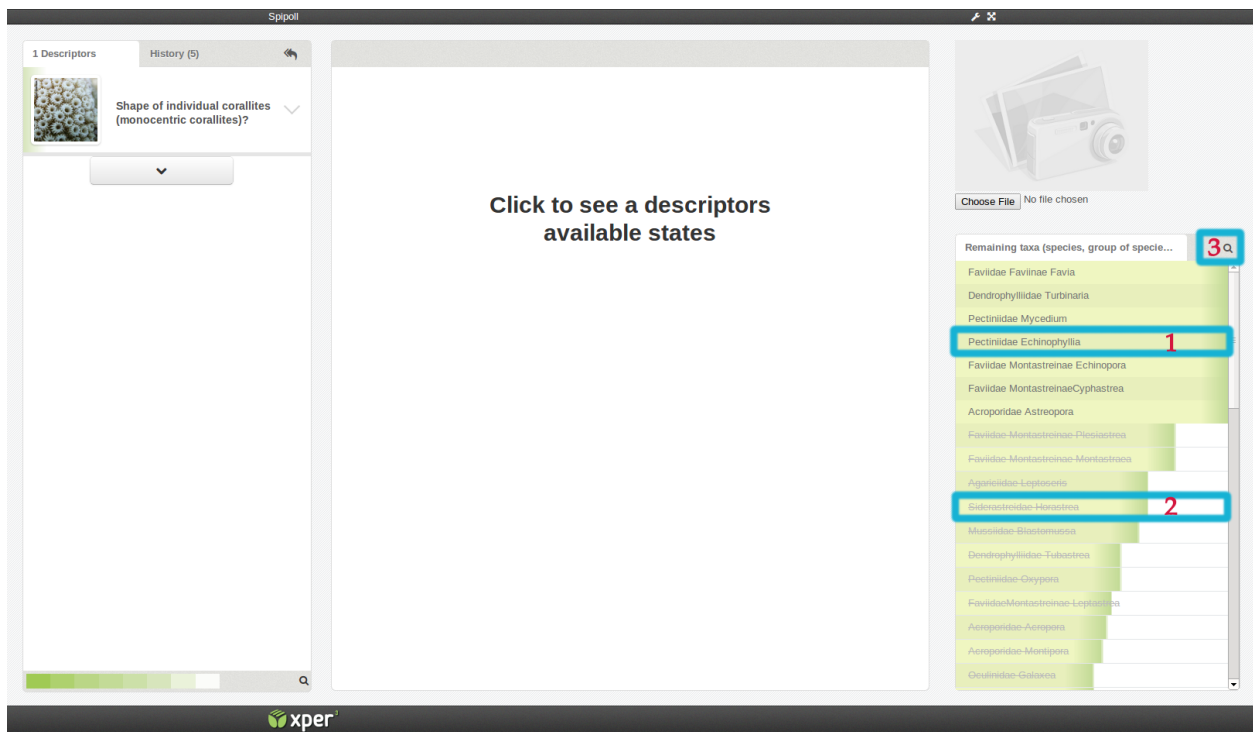 Spipoll
1 Descriptors
History (5)
Shape of individual corallites
(monocentric corallites)?
Click to see a descriptors
available states
Choose File No file chosen
Remaining taxa (species, group of specie...
3
Faviidae Faviinae Favia
Dendrophylliidae Turbinaria
Pectiniidae Mycedium
Pectiniidae Echinophyllia 1
Faviidae Montastreinae Echinopora
Faviidae MontastreinaeCyphastrea
Acroporidae Astreopora
Faviidae Montastreinae Plesiastrea
Faviidae Montastreinae Montastraea
Agariciidae Leptoseris
Siderastreidae Horastrea 2
Mussiidae Blastomussa
Dendrophylliidae Tubastrea
Pectiniidae Oxypora
FaviidaeMontastreinae Leptastrea
Acroporidae Acropora
Acroporidae Montipora
Oculinidae Galaxea
xper³